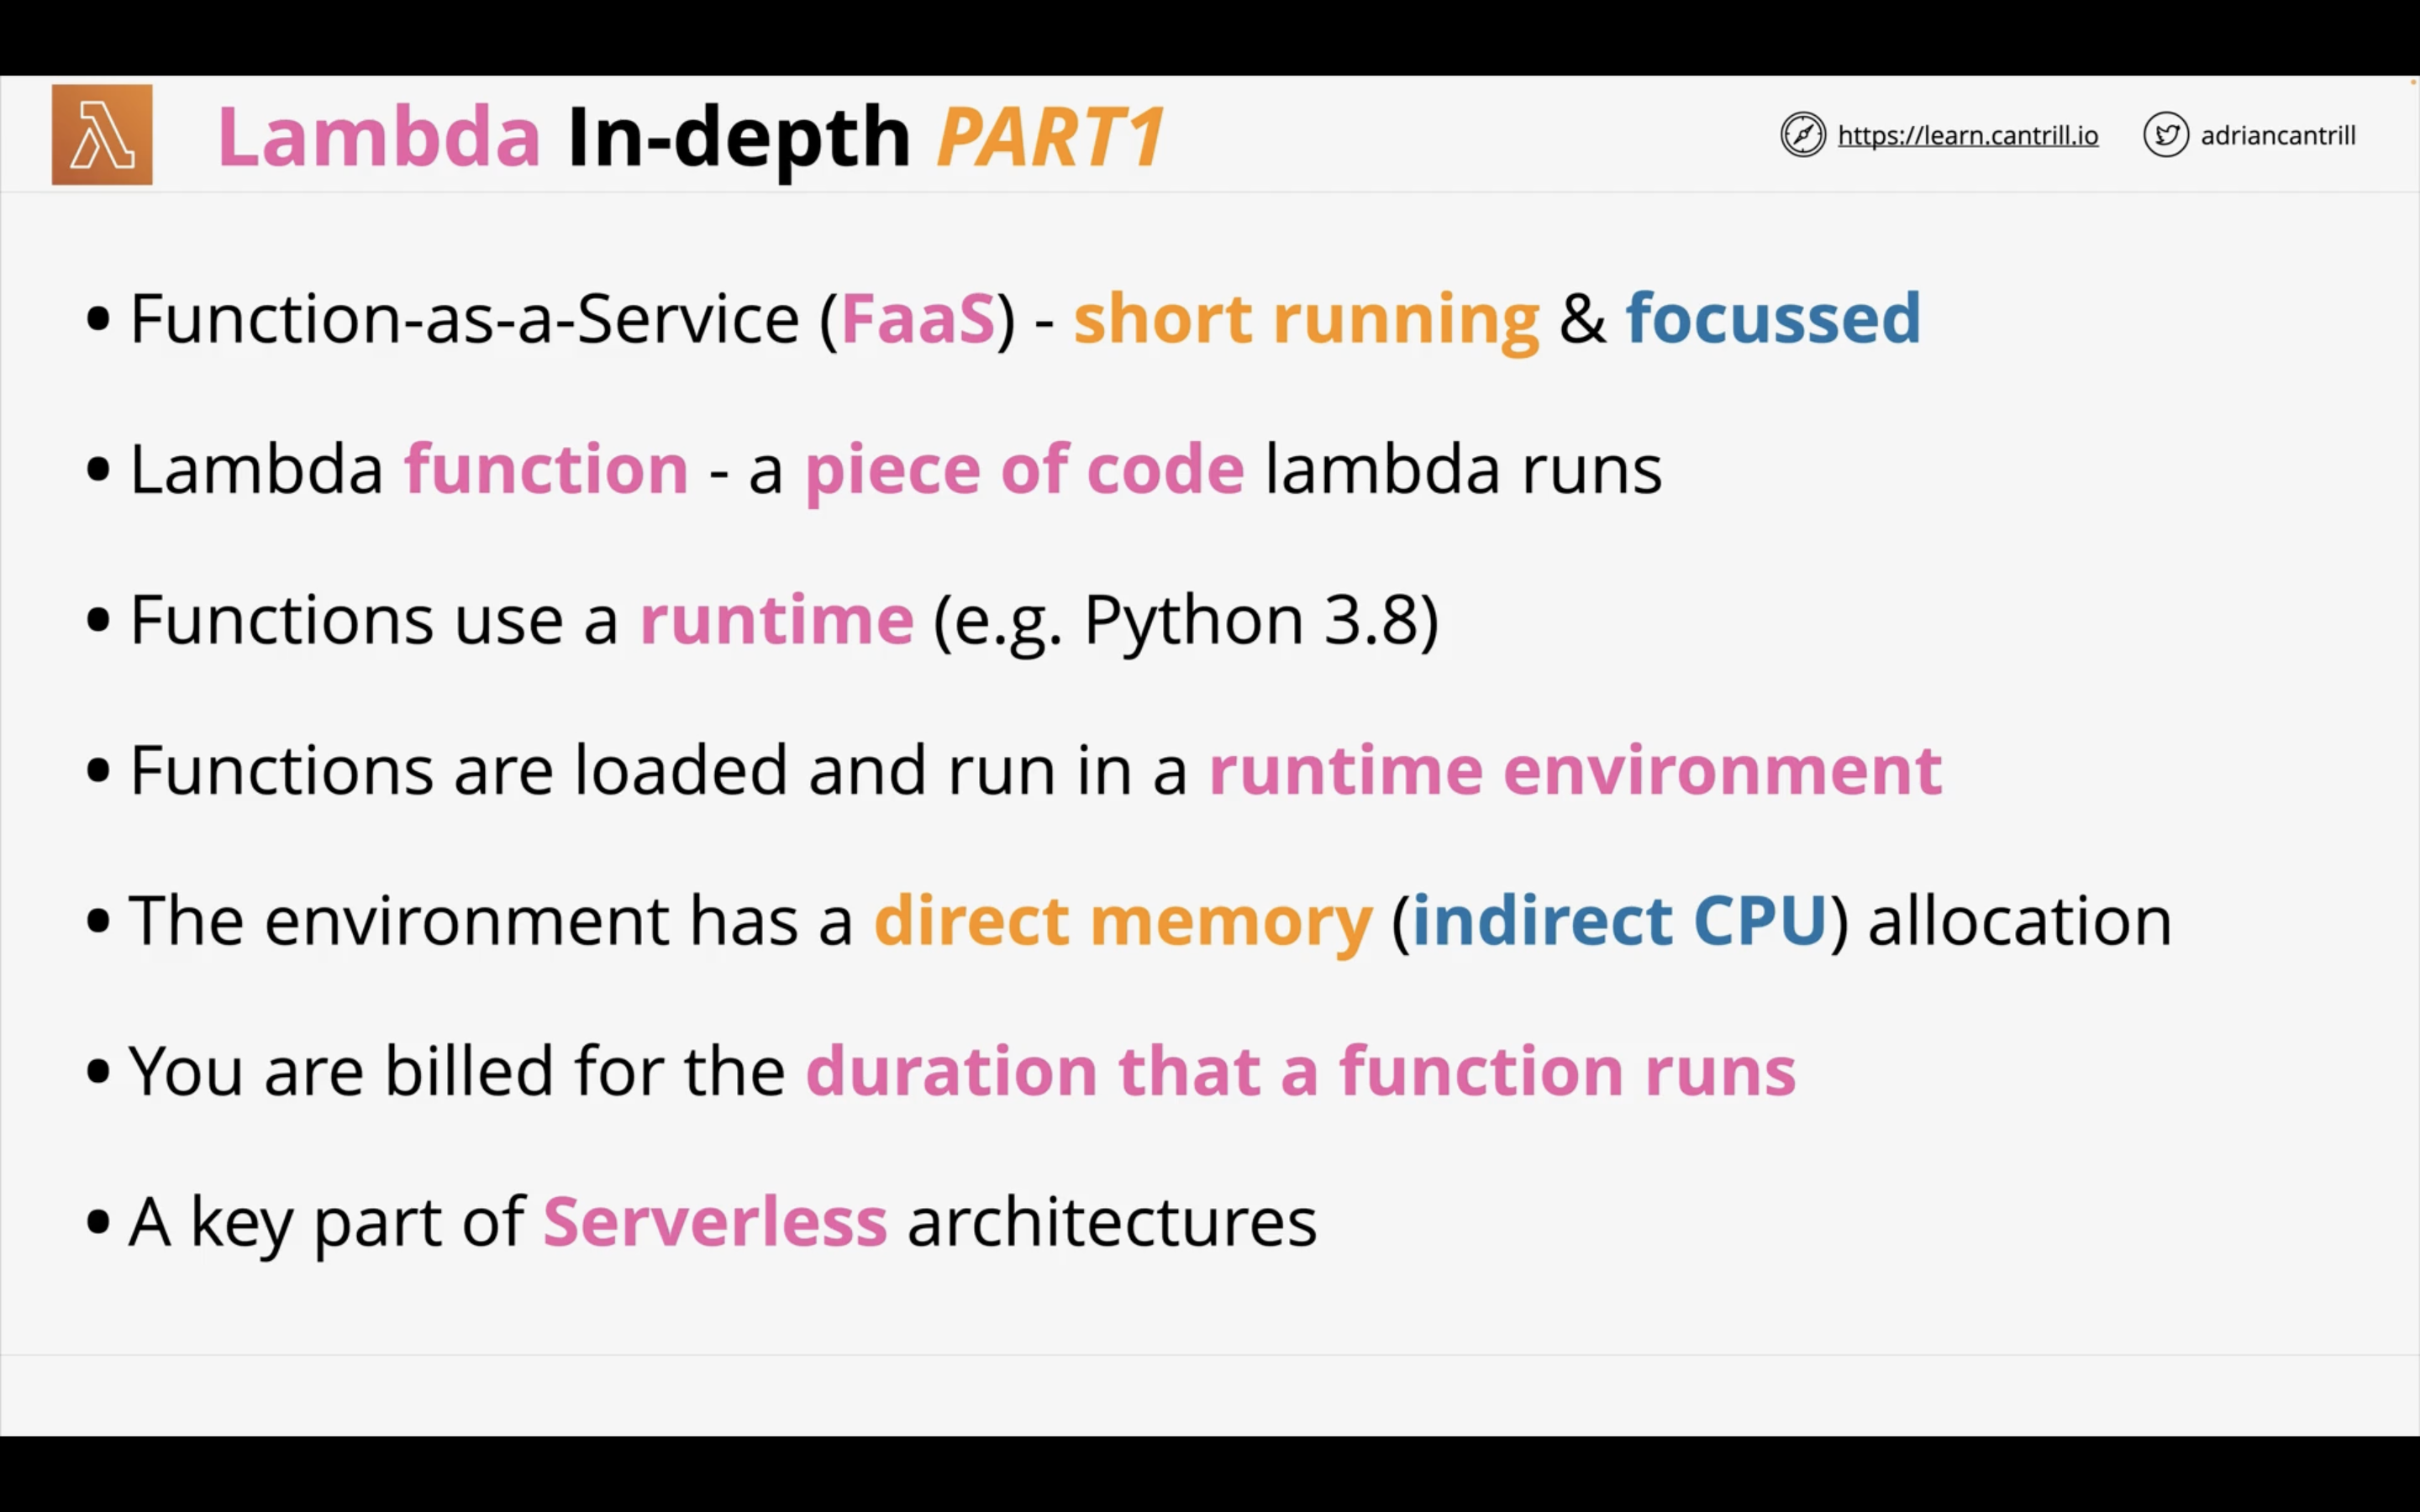 Lambda In-depth PART1
https://learn.cantrill.io
adriancantrill
• Function-as-a-Service (FaaS) - short running & focussed
• Lambda function - a piece of code lambda runs
• Functions use a runtime (e.g. Python 3.8)
• Functions are loaded and run in a runtime environment
• The environment has a direct memory (indirect CPU) allocation
• You are billed for the duration that a function runs
• A key part of Serverless architectures